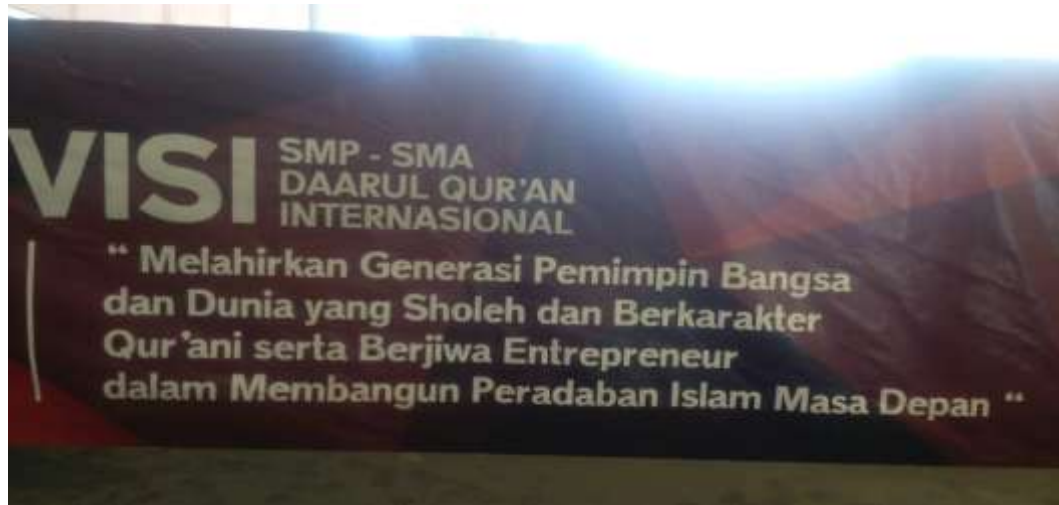 VISI
SMP - SMA
DAARUL QUR'AN
INTERNASIONAL
“ Melahirkan Generasi Pemimpin Bangsa
dan Dunia yang Sholeh dan Berkarakter
Qur'ani serta Berjiwa Entrepreneur
dalam Membangun Peradaban Islam Masa Depan “